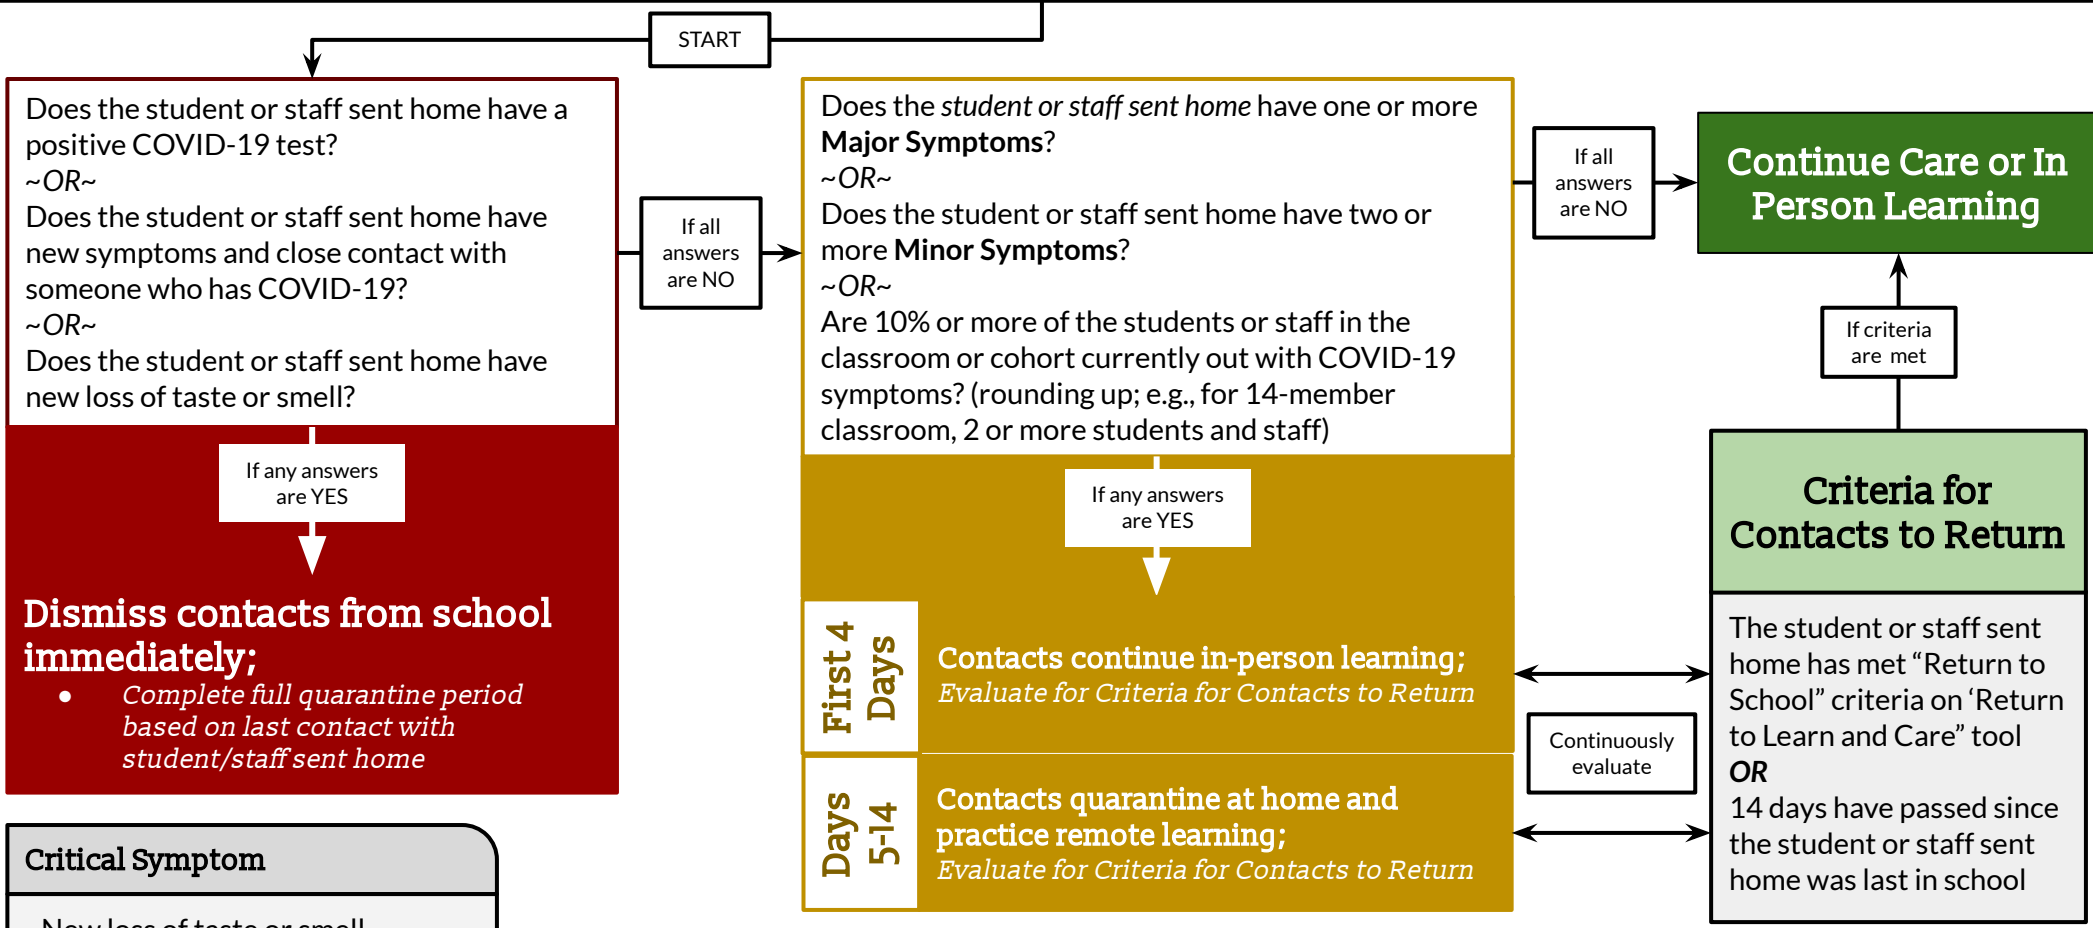 START
Does the student or staff sent home have a
positive COVID-19 test?
~OR~
Does the student or staff sent home have
new symptoms and close contact with
someone who has COVID-19?
~OR~
Does the student or staff sent home have
new loss of taste or smell?
If any answers
are YES
Dismiss contacts from school
immediately;
● Complete full quarantine period
based on last contact with
student/staff sent home
If all
answers
are NO
Does the student or staff sent home have one or more
Major Symptoms?
~OR~
Does the student or staff sent home have two or
more Minor Symptoms?
~OR~
Are 10% or more of the students or staff in the
classroom or cohort currently out with COVID-19
symptoms? (rounding up; e.g., for 14-member
classroom, 2 or more students and staff)
If any answers
are YES
First 4
Days
Contacts continue in-person learning;
Evaluate for Criteria for Contacts to Return
Days
5-14
Contacts quarantine at home and
practice remote learning;
Evaluate for Criteria for Contacts to Return
If all
answers
are NO
Continue Care or In
Person Learning
If criteria
are met
Criteria for
Contacts to Return
The student or staff sent
home has met “Return to
School” criteria on ‘Return
to Learn and Care” tool
OR
14 days have passed since
the student or staff sent
home was last in school
Continuously
evaluate
Critical Symptom
New loss of taste or smell